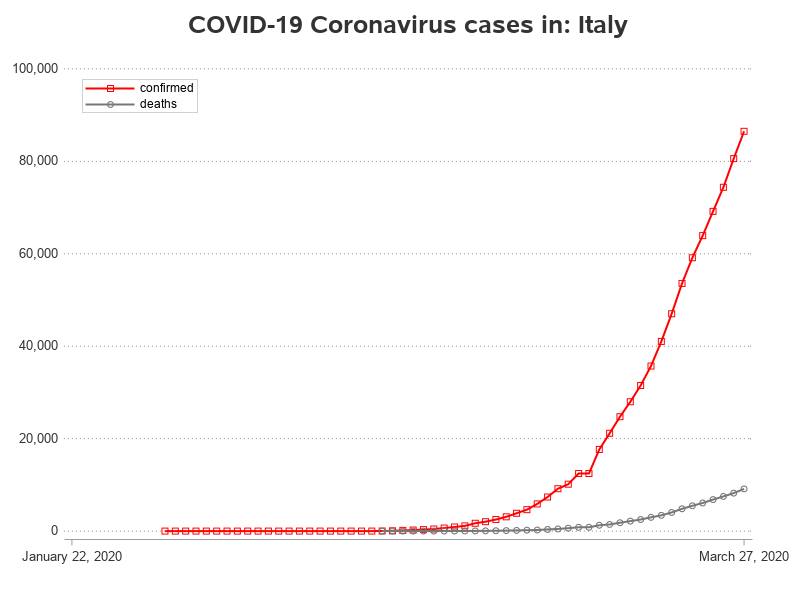 COVID-19 Coronavirus cases in: Italy
100,000
confirmed
deaths
80,000
60,000
40,000
20,000
0
January 22, 2020
March 27, 2020